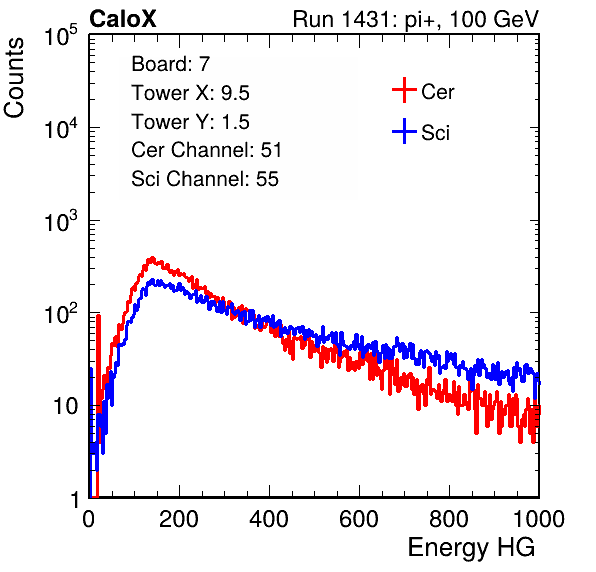 CaloX Run 1431: pi+, 100 GeV
Board: 7
Tower X: 9.5
Tower Y: 1.5
Cer Channel: 51
Sci Channel: 55
Cer
Sci
Counts
10^5
10^4
10^3
10^2
10
1
0 200 400 600 800 1000
Energy HG